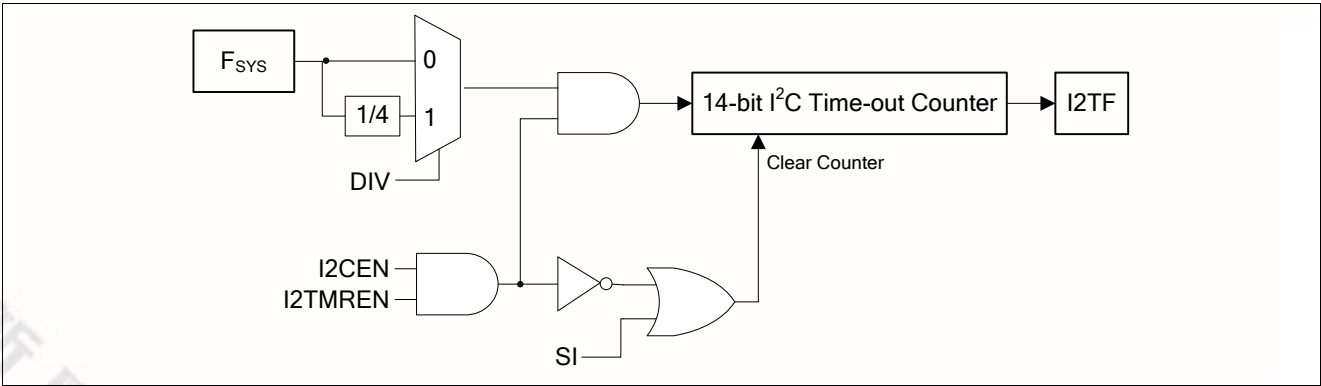 FSYS
0
1/4
1
DIV
14-bit I²C Time-out Counter
I2TF
Clear Counter
I2CEN
I2TMREN
SI